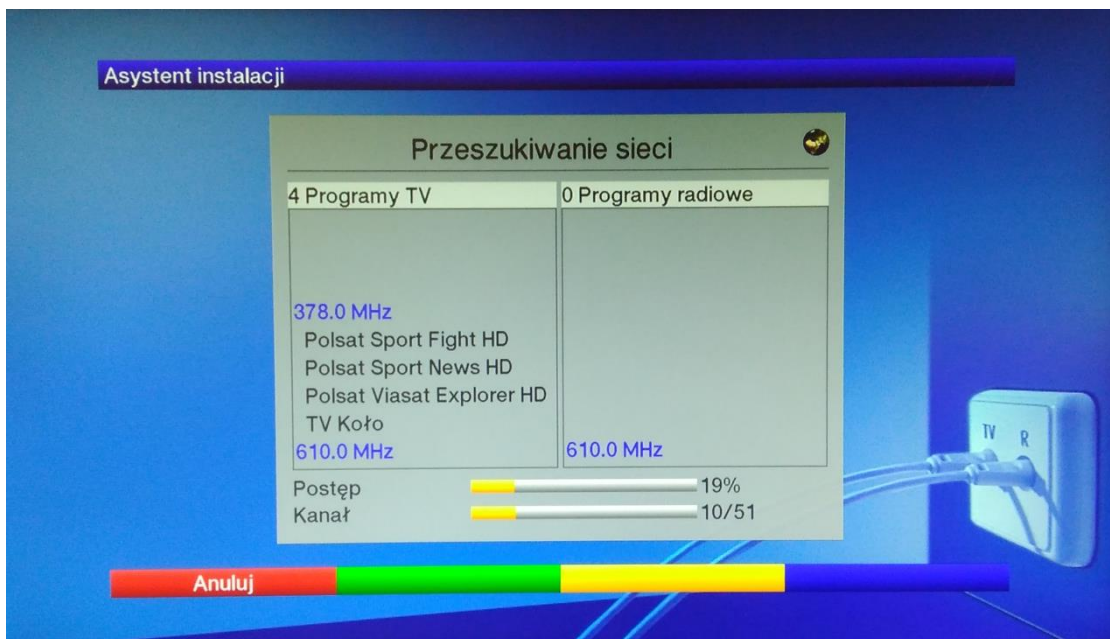 Asystent instalacji
Przeszukiwanie sieci
4 Programy TV
0 Programy radiowe
378.0 MHz
Polsat Sport Fight HD
Polsat Sport News HD
Polsat Viasat Explorer HD
TV Koło
610.0 MHz
610.0 MHz
Postęp 19%
Kanał 10/51
TV R
Anuluj